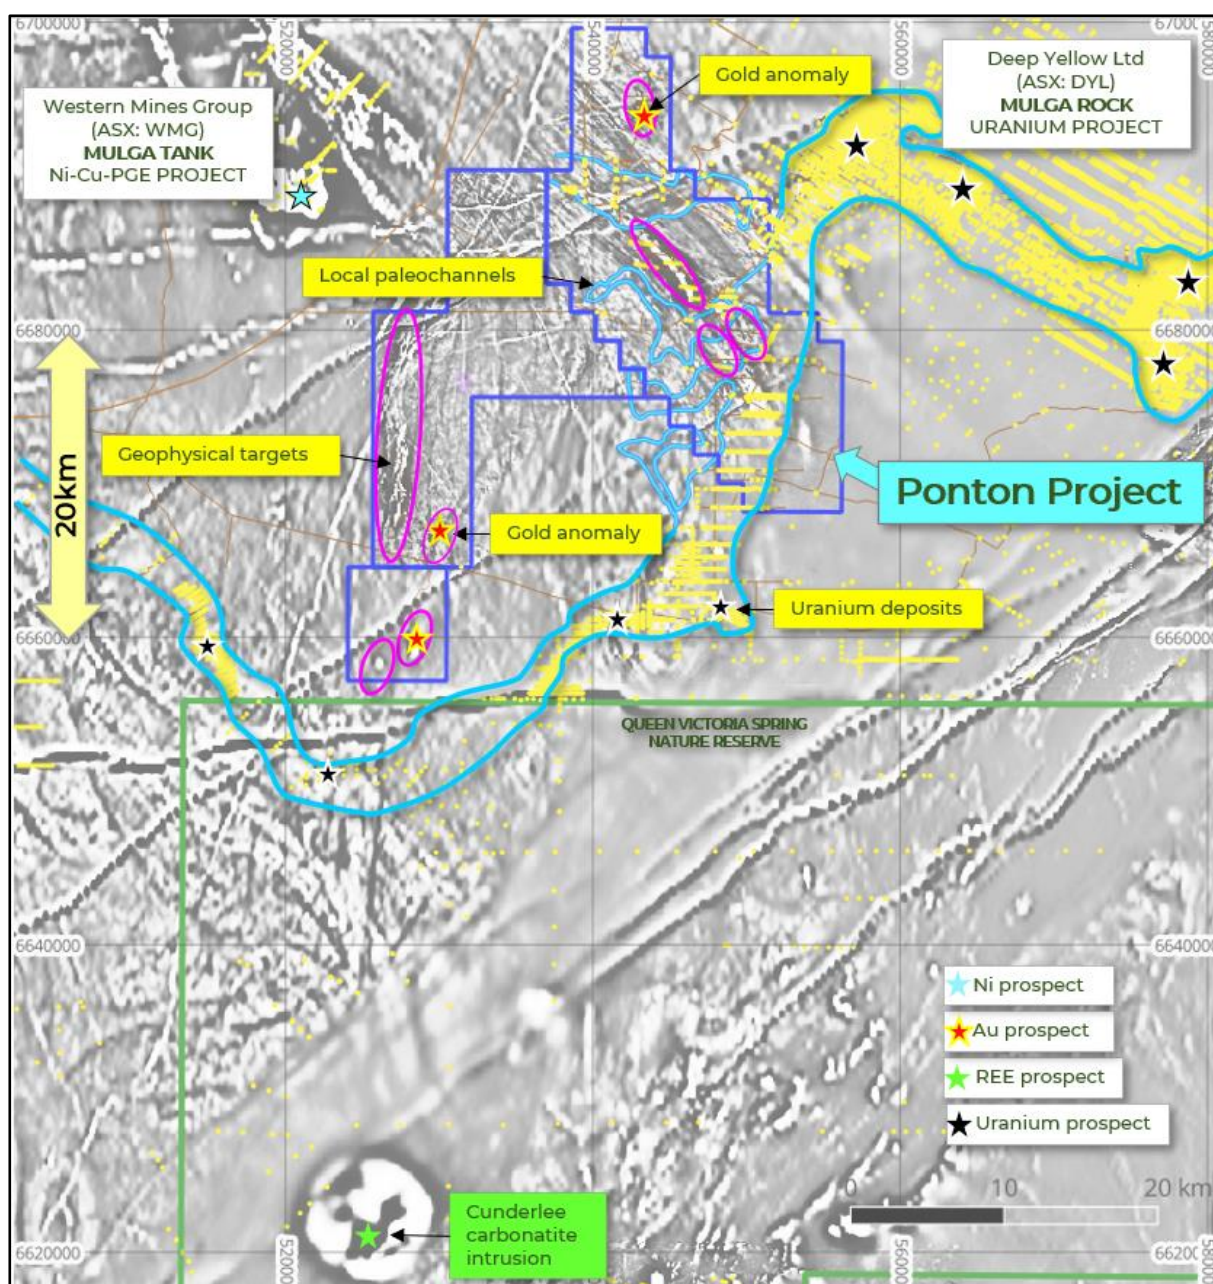 6700000
6700000
520000
540000
560000
580000
Gold anomaly
Deep Yellow Ltd
(ASX: DYL)
MULGA ROCK
URANIUM PROJECT
Western Mines Group
(ASX: WMG)
MULGA TANK
Ni-Cu-PGE PROJECT
Local paleochannels
6680000
6680000
20km
Geophysical targets
Ponton Project
Gold anomaly
Uranium deposits
6660000
6660000
QUEEN VICTORIA SPRING
NATURE RESERVE
6640000
6640000
Ni prospect
Au prospect
REE prospect
Uranium prospect
0 10 20 km
Cunderlee
carbonatite
intrusion
6620000
6620000
520000
560000